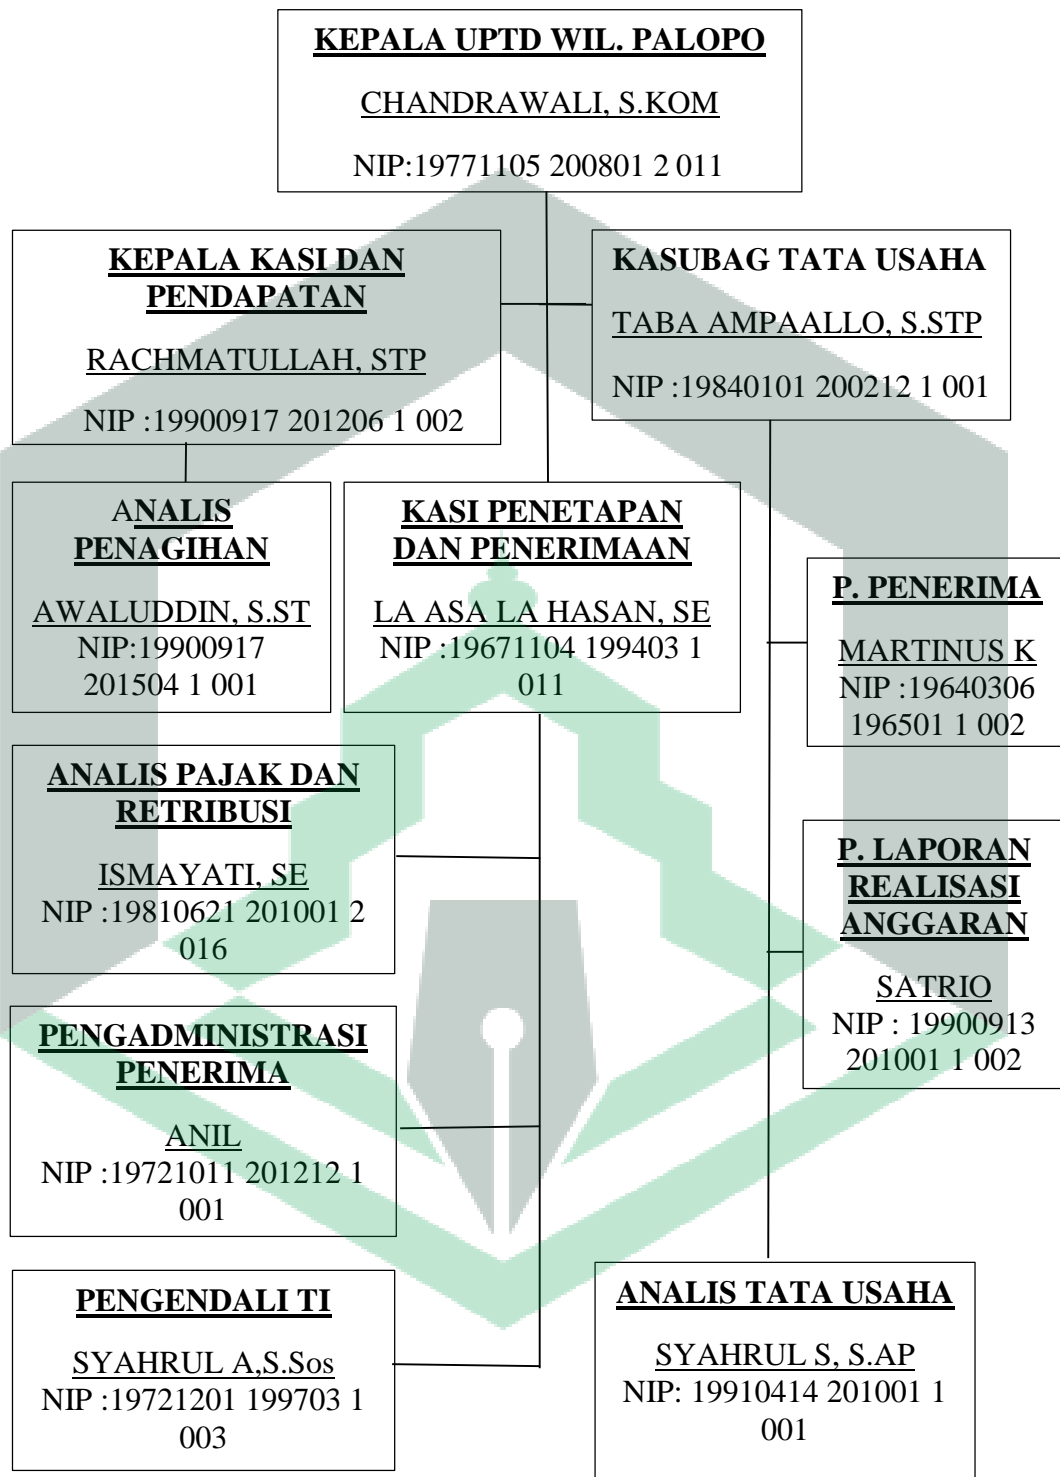 KEPALA UPTD WIL. PALOPO
CHANDRAWALI, S.KOM
NIP:19771105 200801 2 011
KEPALA KASI DAN
PENDAPATAN
RACHMATULLAH, STP
NIP :19900917 201206 1 002
KASUBAG TATA USAHA
TABA AMPAALLO, S.STP
NIP :19840101 200212 1 001
ANALIS
PENAGIHAN
AWALUDDIN, S.ST
NIP:19900917
201504 1 001
KASI PENETAPAN
DAN PENERIMAAN
LA ASA LA HASAN, SE
NIP :19671104 199403 1
011
P. PENERIMA
MARTINUS K
NIP :19640306
196501 1 002
ANALIS PAJAK DAN
RETRIBUSI
ISMAYATI, SE
NIP :19810621 201001 2
016
P. LAPORAN
REALISASI
ANGGARAN
SATRIO
NIP : 19900913
201001 1 002
PENGADMINISTRASI
PENERIMA
ANIL
NIP :19721011 201212 1
001
PENGENDALI TI
SYAHRUL A,S.Sos
NIP :19721201 199703 1
003
ANALIS TATA USAHA
SYAHRUL S, S.AP
NIP: 19910414 201001 1
001